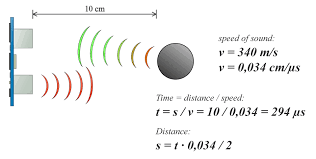 10 cm
speed of sound:
v = 340 m/s
v = 0,034 cm/µs
Time = distance / speed:
t = s / v = 10 / 0,034 = 294 µs
Distance:
s = t · 0,034 / 2